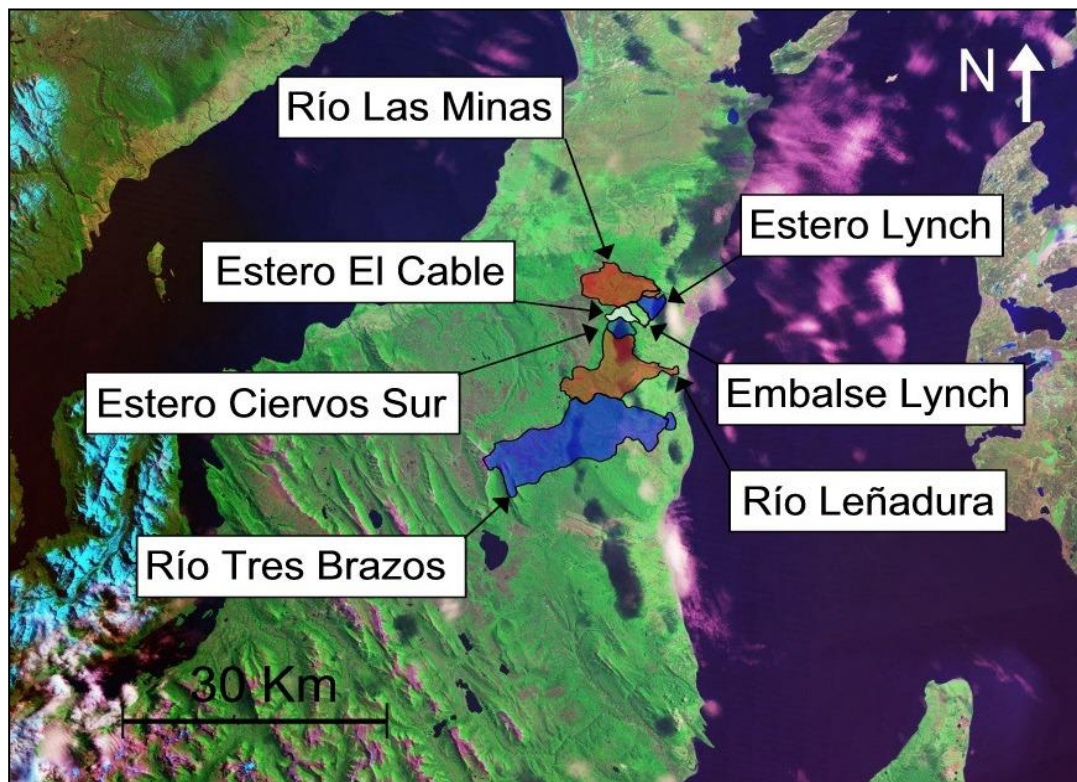 N
Río Las Minas
Estero Lynch
Estero El Cable
Estero Ciervos Sur
Embalse Lynch
Río Leñadura
Río Tres Brazos
30 Km